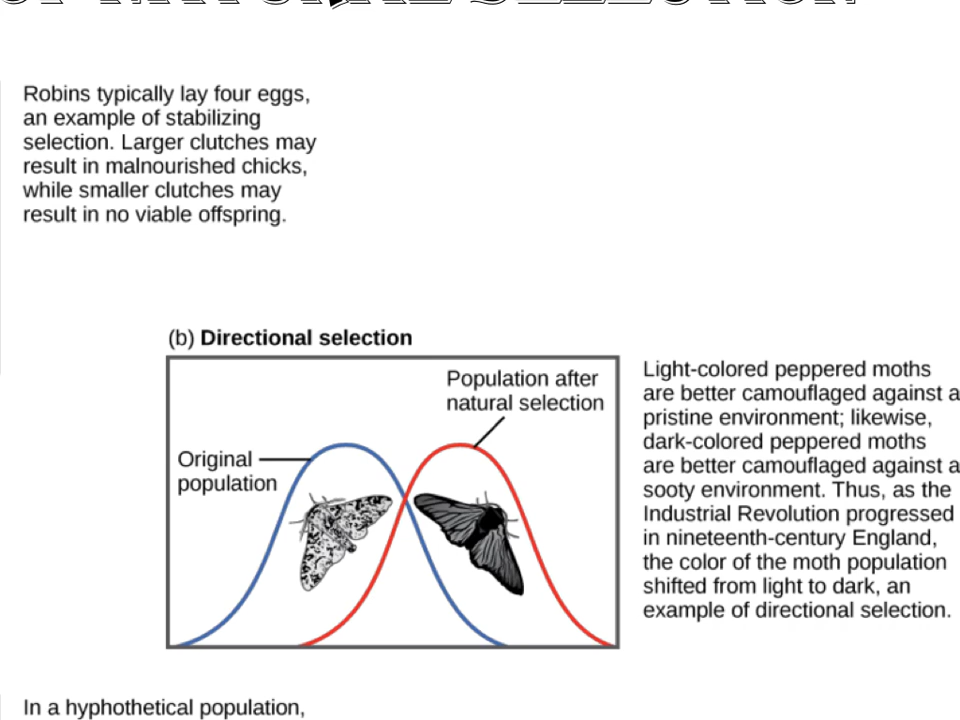 Robins typically lay four eggs,
an example of stabilizing
selection. Larger clutches may
result in malnourished chicks,
while smaller clutches may
result in no viable offspring.
(b) Directional selection
Population after
natural selection
Original
population
Light-colored peppered moths
are better camouflaged against a
pristine environment; likewise,
dark-colored peppered moths
are better camouflaged against a
sooty environment. Thus, as the
Industrial Revolution progressed
in nineteenth-century England,
the color of the moth population
shifted from light to dark, an
example of directional selection.
In a hyphothetical population,